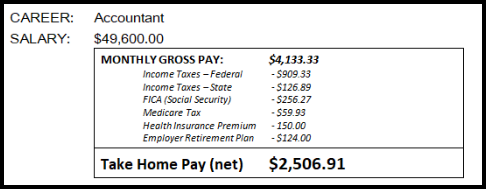 CAREER: Accountant
SALARY: $49,600.00
MONTHLY GROSS PAY: $4,133.33
Income Taxes – Federal - $909.33
Income Taxes – State - $126.89
FICA (Social Security) - $256.27
Medicare Tax - $59.93
Health Insurance Premium - 150.00
Employer Retirement Plan - $124.00
Take Home Pay (net) $2,506.91